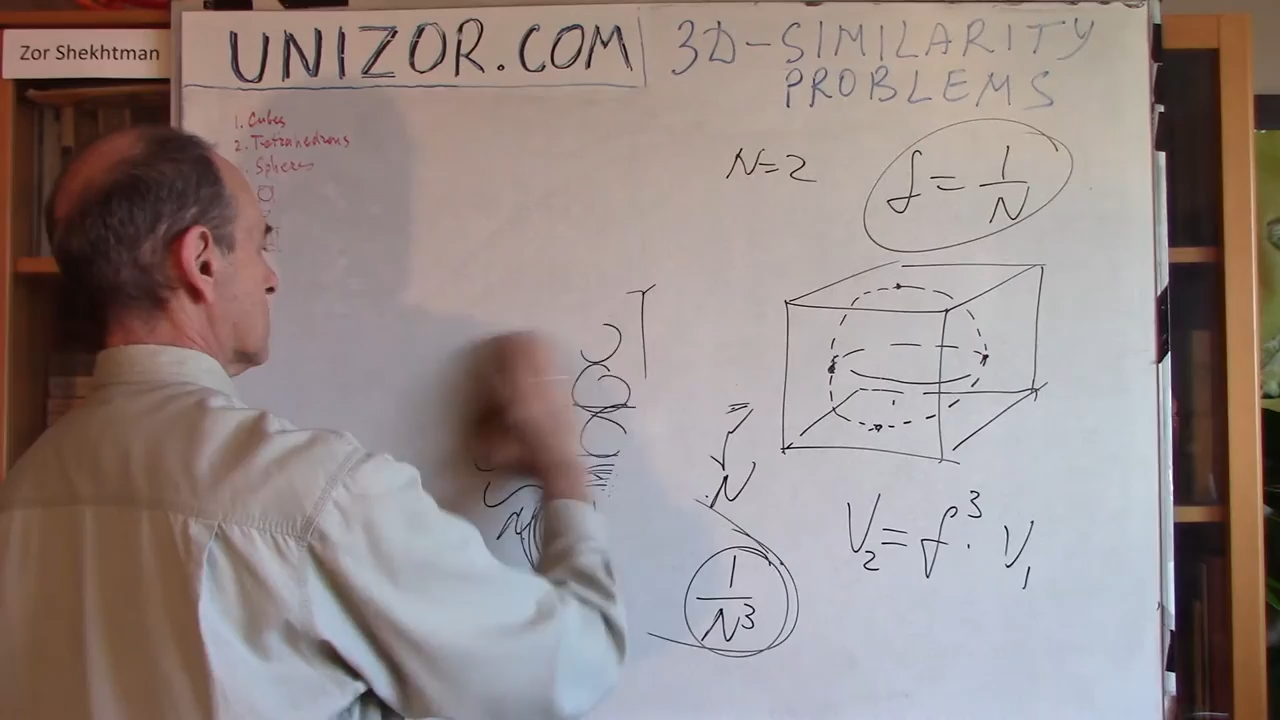 Zor Shekhtman
UNIZOR.COM
3D-SIMILARITY
PROBLEMS
1. Cubes
2. Tetrahedrons
Spheres
N=2
f = 1/N
N
1/N³
V₂ = f³ · V₁